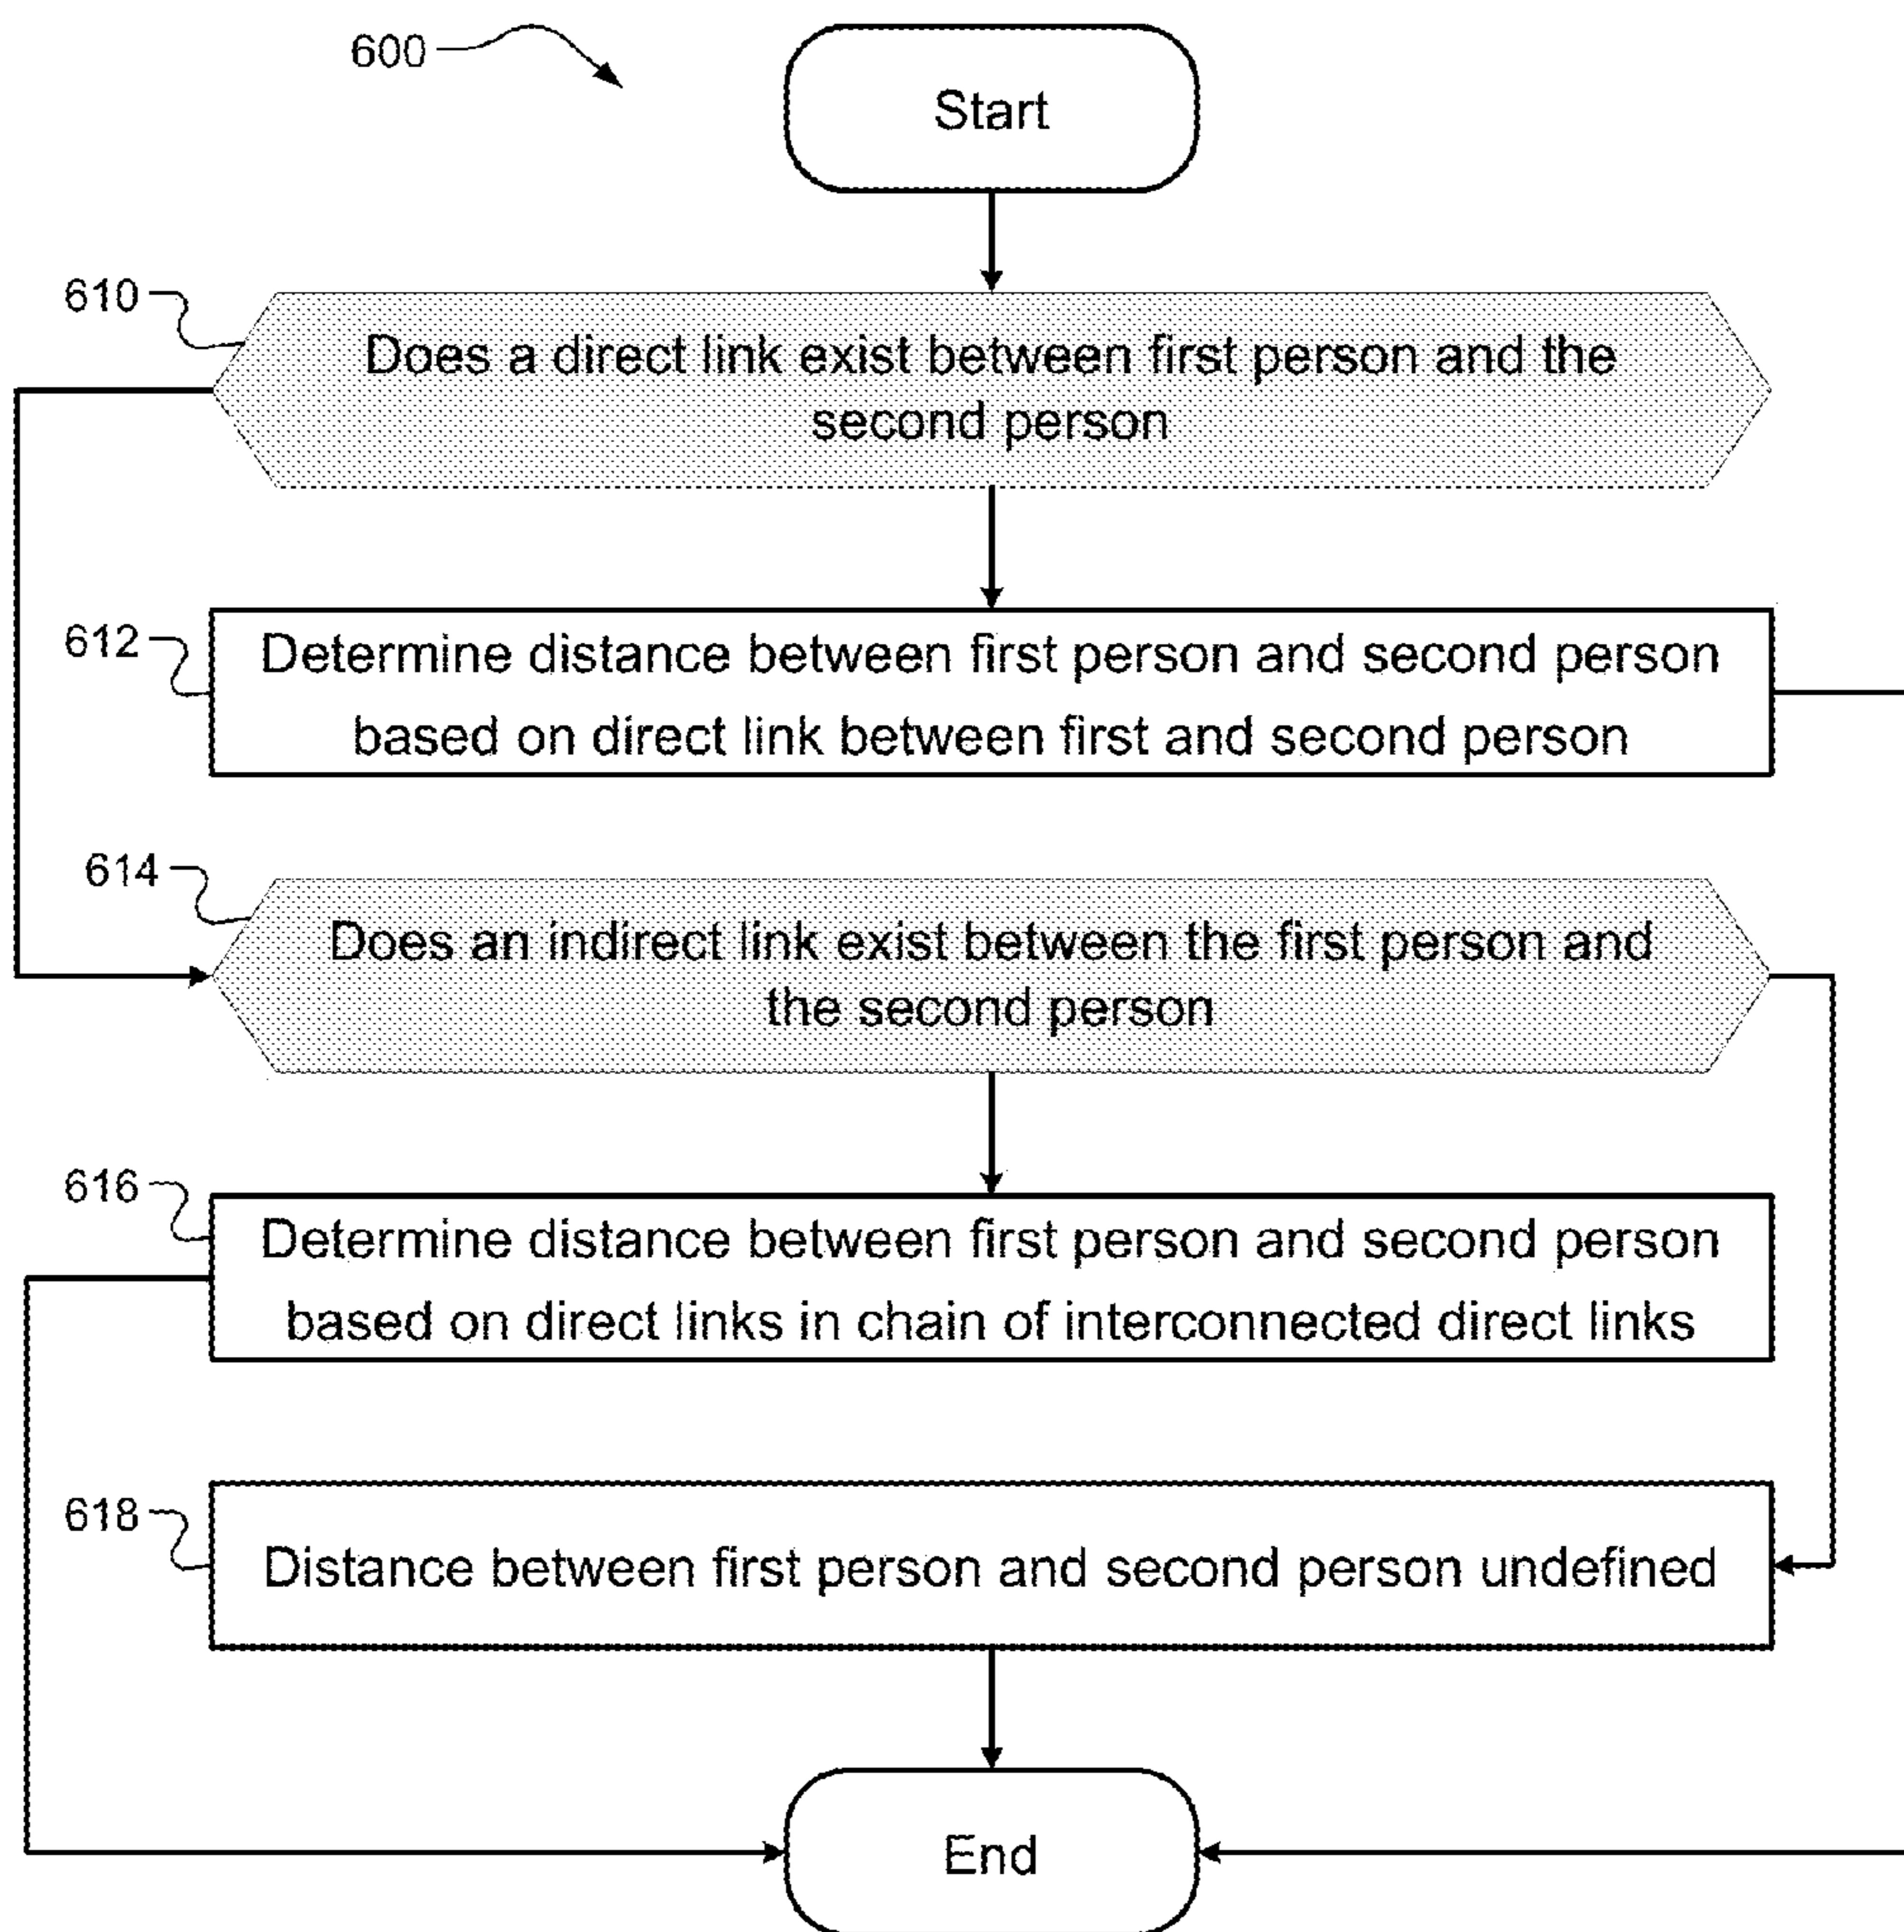 600
Start
610
Does a direct link exist between first person and the
second person
612
Determine distance between first person and second person
based on direct link between first and second person
614
Does an indirect link exist between the first person and
the second person
616
Determine distance between first person and second person
based on direct links in chain of interconnected direct links
618
Distance between first person and second person undefined
End